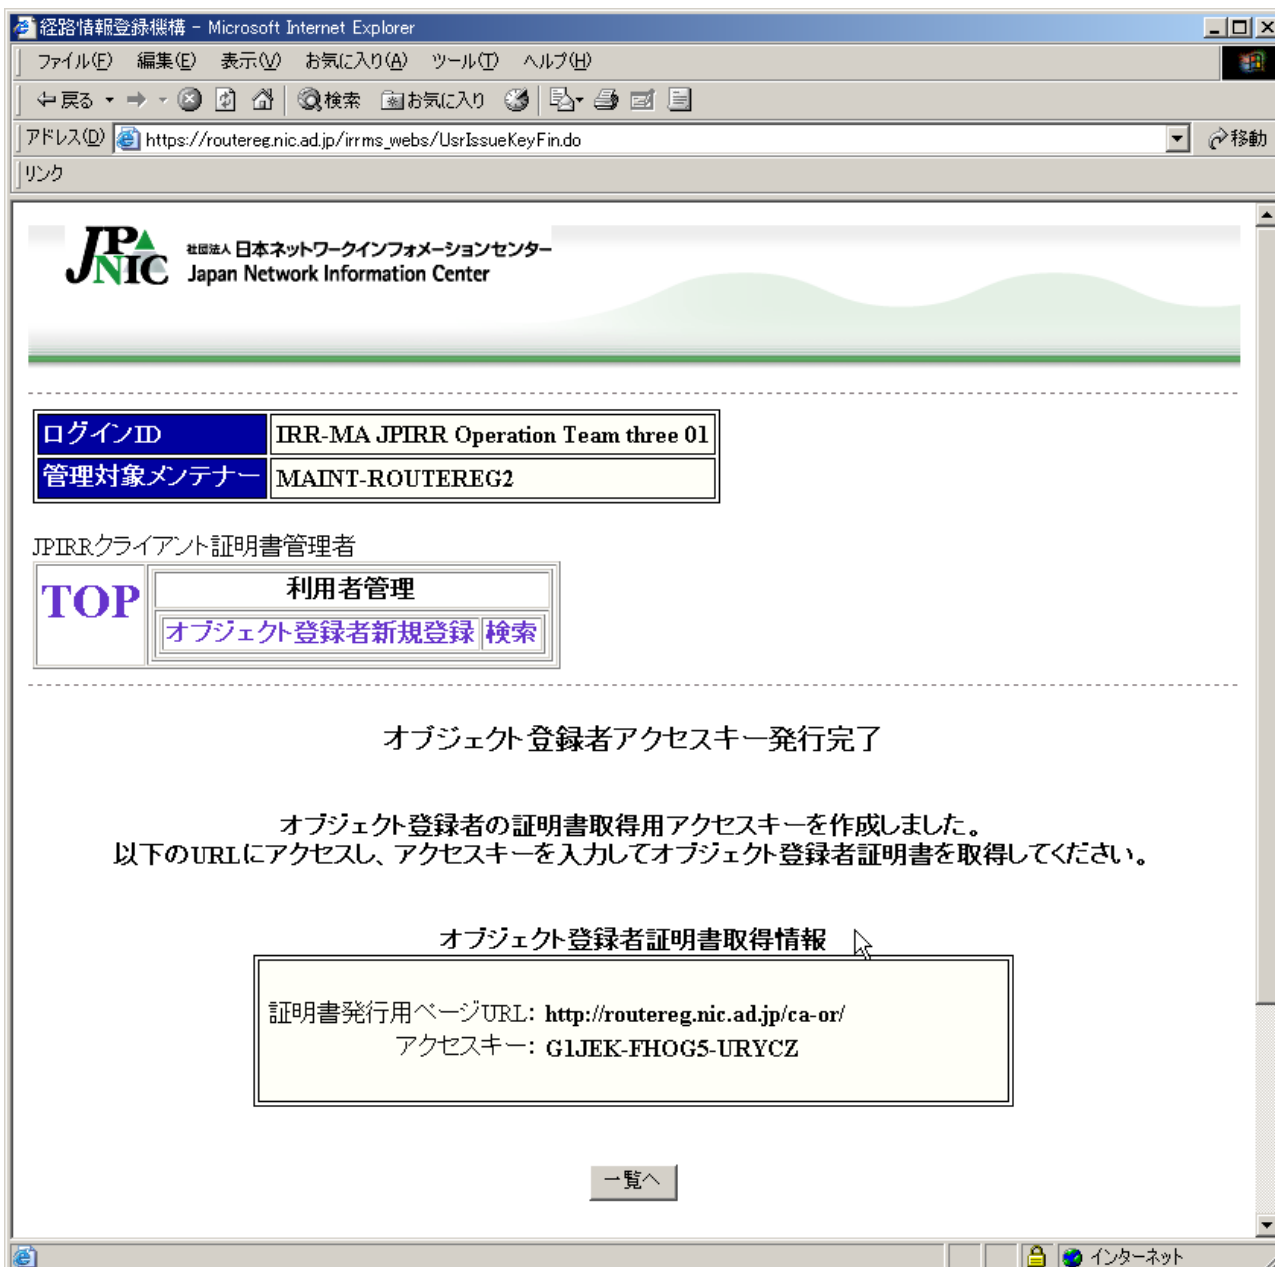 経路情報登録機構 - Microsoft Internet Explorer
ファイル(F) 編集(E) 表示(V) お気に入り(A) ツール(T) ヘルプ(H)
戻る 検索 お気に入り
アドレス(D) https://routereg.nic.ad.jp/irrms_webs/UsrIssueKeyFin.do 移動
リンク
JPNIC 社団法人 日本ネットワークインフォメーションセンター
Japan Network Information Center
ログインID IRR-MA JPIRR Operation Team three 01
管理対象メンテナー MAINT-ROUTEREG2
JPIRRクライアント証明書管理者
TOP 利用者管理
オブジェクト登録者新規登録 検索
オブジェクト登録者アクセスキー発行完了
オブジェクト登録者の証明書取得用アクセスキーを作成しました。
以下のURLにアクセスし、アクセスキーを入力してオブジェクト登録者証明書を取得してください。
オブジェクト登録者証明書取得情報
証明書発行用ページURL: http://routereg.nic.ad.jp/ca-or/
アクセスキー: G1JEK-FHOG5-URYCZ
一覧へ
インターネット